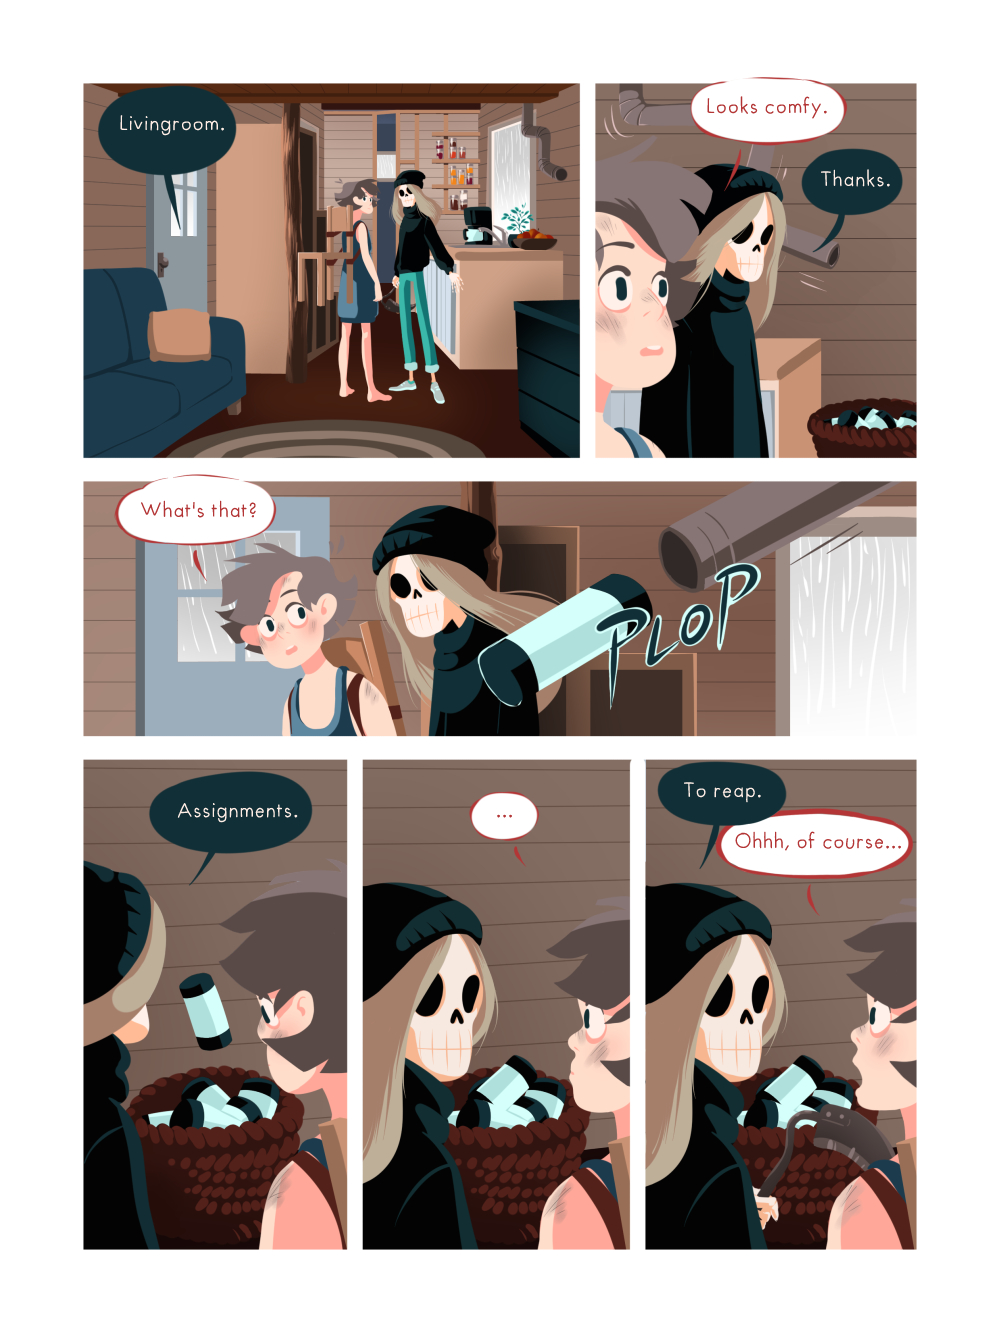 Livingroom.
Looks comfy.
Thanks.
What's that?
PLOP
Assignments.
...
To reap.
Ohhh, of course...